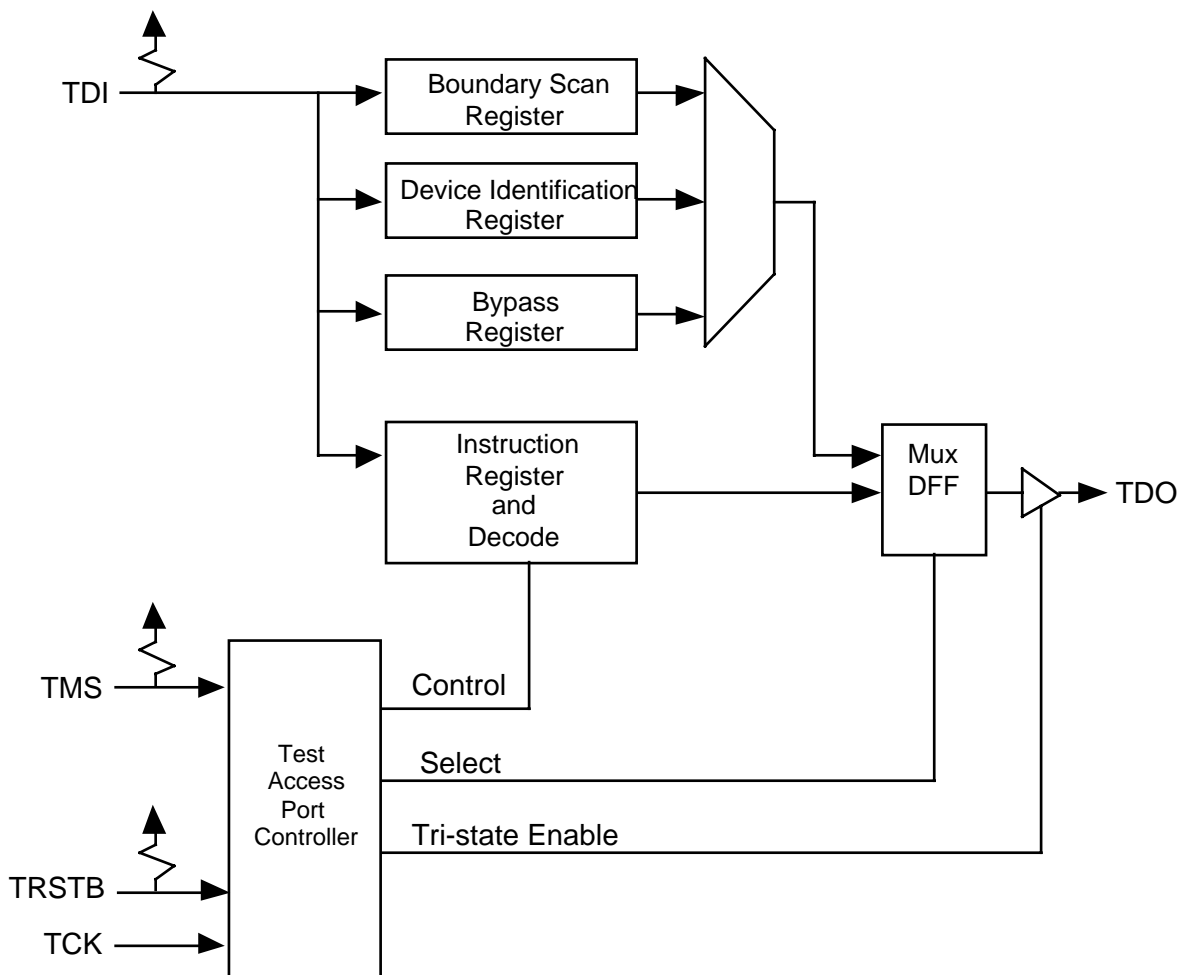 TDI
Boundary Scan
Register
Device Identification
Register
Bypass
Register
Instruction
Register
and
Decode
Mux
DFF
TDO
TMS
Control
Test
Access
Port
Controller
Select
Tri-state Enable
TRSTB
TCK